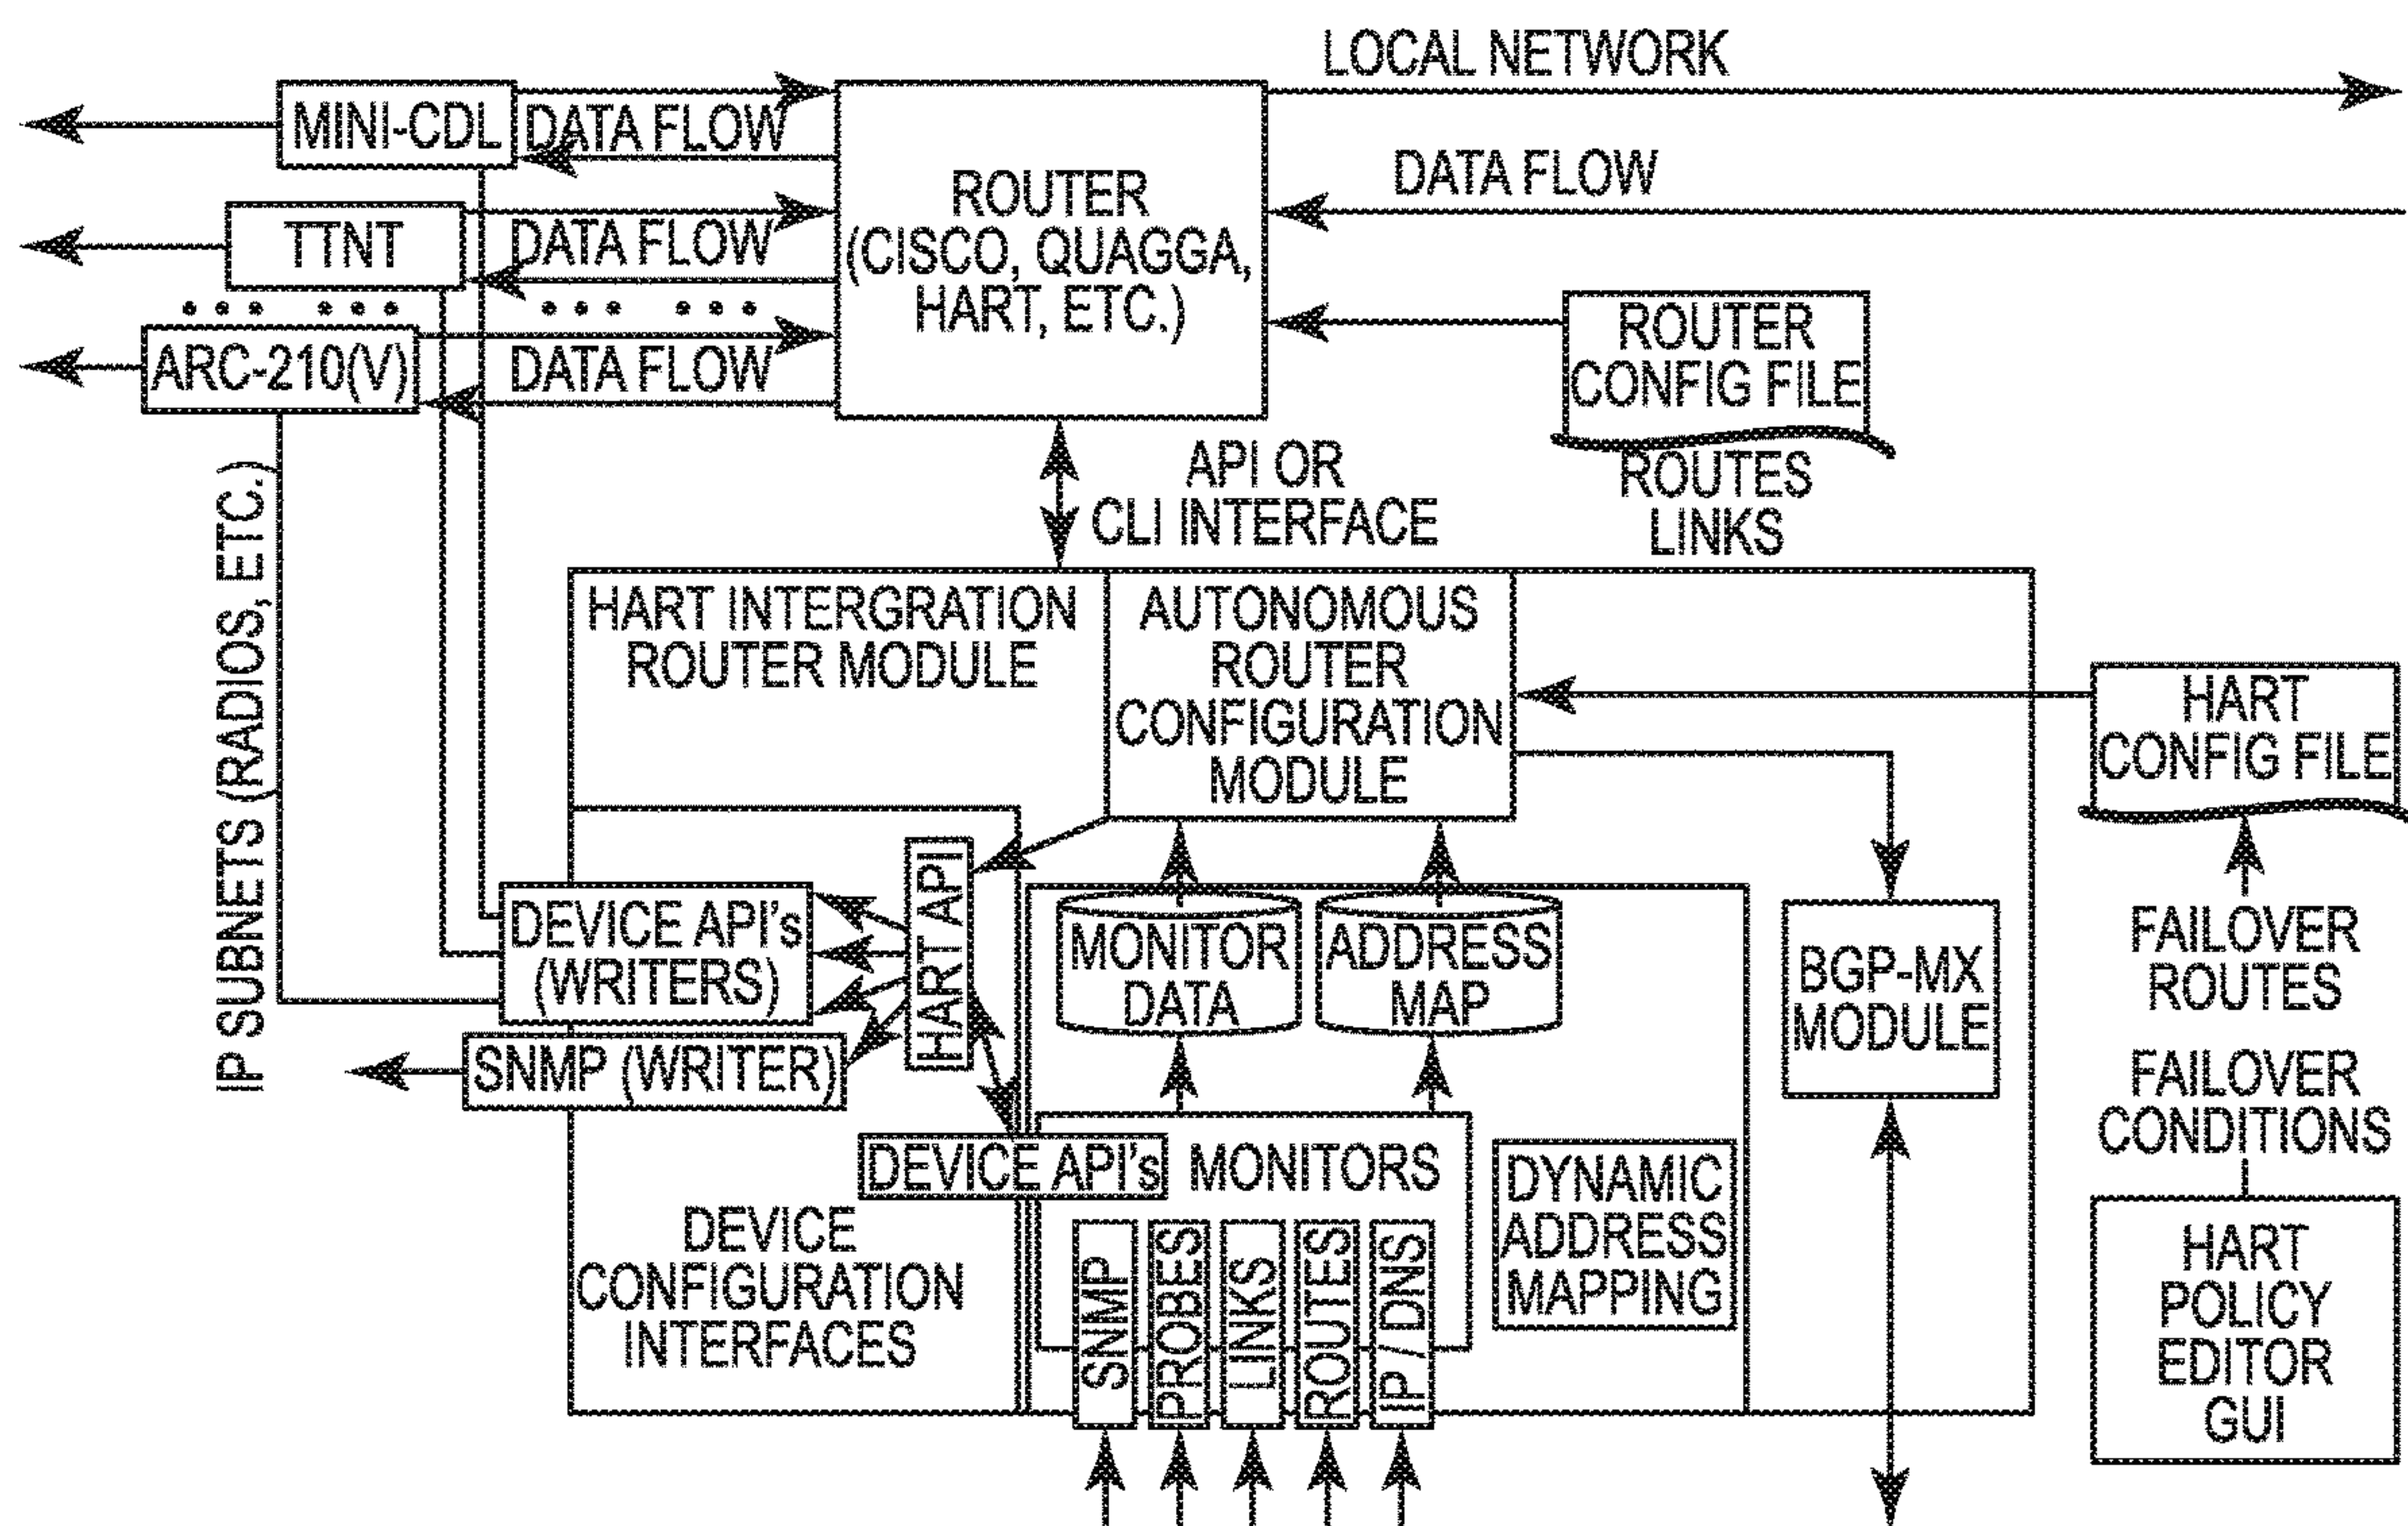 LOCAL NETWORK
MINI-CDL
DATA FLOW
DATA FLOW
ROUTER
(CISCO, QUAGGA,
HART, ETC.)
TTNT
DATA FLOW
ARC-210(V)
DATA FLOW
ROUTER
CONFIG FILE
ROUTES
LINKS
API OR
CLI INTERFACE
IP SUBNETS (RADIOS, ETC.)
HART INTERGRATION
ROUTER MODULE
AUTONOMOUS
ROUTER
CONFIGURATION
MODULE
HART
CONFIG FILE
HART API
DEVICE API's
(WRITERS)
MONITOR
DATA
ADDRESS
MAP
BGP-MX
MODULE
FAILOVER
ROUTES
FAILOVER
CONDITIONS
SNMP (WRITER)
DEVICE API's
MONITORS
DYNAMIC
ADDRESS
MAPPING
DEVICE
CONFIGURATION
INTERFACES
SNMP
PROBES
LINKS
ROUTES
IP / DNS
HART
POLICY
EDITOR
GUI